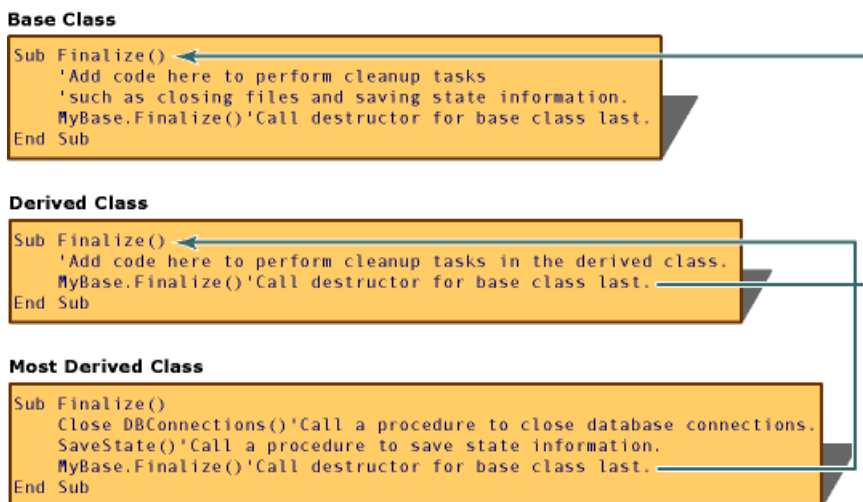 Base Class
Sub Finalize()
'Add code here to perform cleanup tasks
'such as closing files and saving state information.
MyBase.Finalize()'Call destructor for base class last.
End Sub
Derived Class
Sub Finalize()
'Add code here to perform cleanup tasks in the derived class.
MyBase.Finalize()'Call destructor for base class last.
End Sub
Most Derived Class
Sub Finalize()
Close DBConnections()'Call a procedure to close database connections.
SaveState()'Call a procedure to save state information.
MyBase.Finalize()'Call destructor for base class last.
End Sub